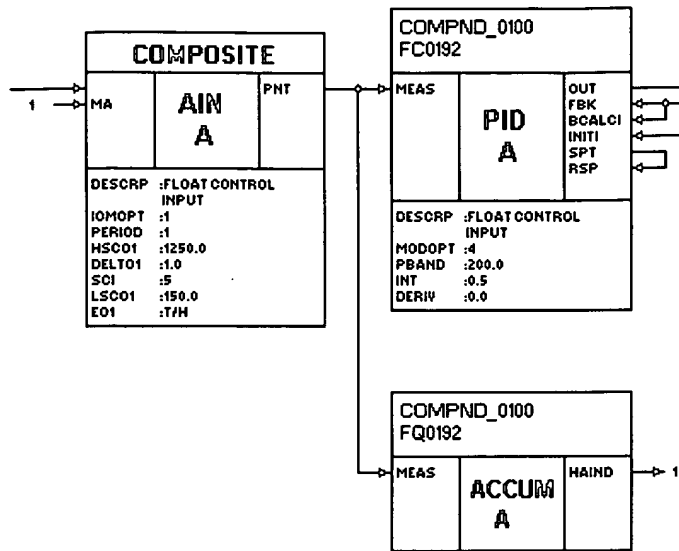 COMPOSITE
1
MA
AIN
A
PNT
DESCRP :FLOAT CONTROL
INPUT
IOMOPT :1
PERIOD :1
HSCO1 :1250.0
DELTO1 :1.0
SCI :5
LSCO1 :150.0
EO1 :T/H
COMPND_0100
FC0192
MEAS
PID
A
OUT
FBK
BCALCI
INITI
SPT
RSP
DESCRP :FLOAT CONTROL
INPUT
MODOPT :4
PBAND :200.0
INT :0.5
DERIV :0.0
COMPND_0100
FQ0192
MEAS
ACCUM
A
HAIND
1